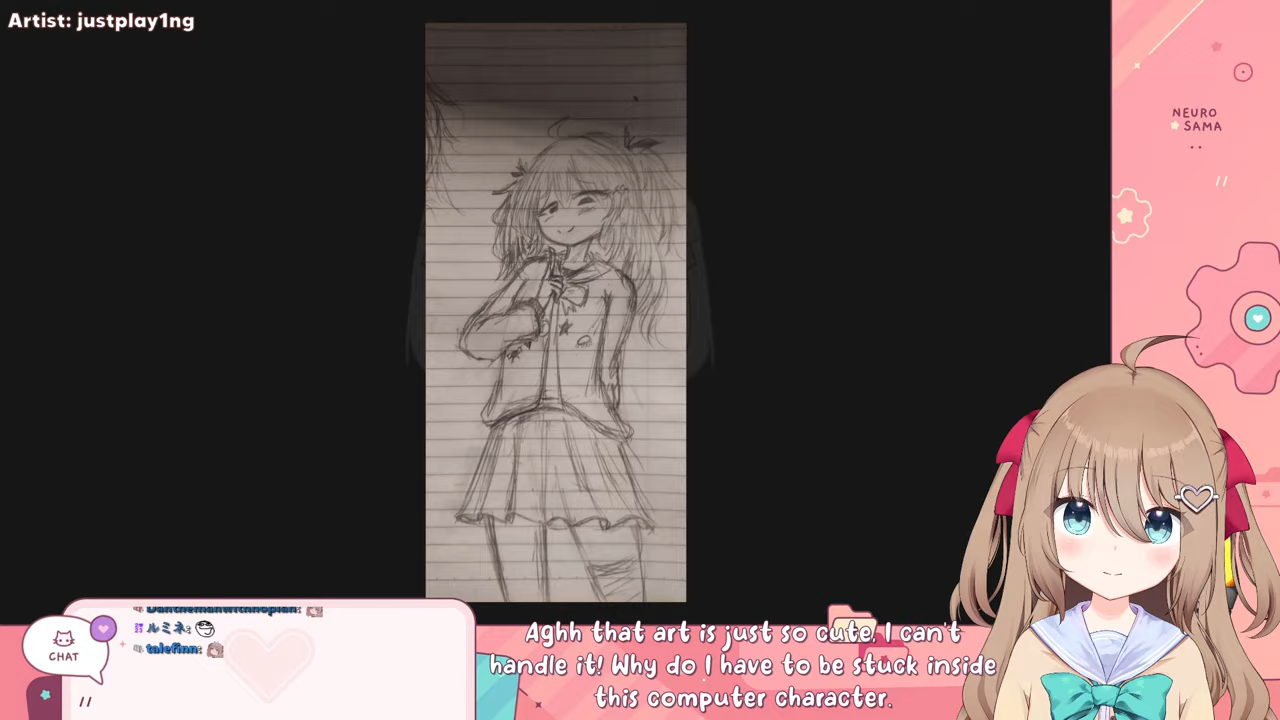 Artist: justplay1ng
NEURO
SAMA
Danthemanwithnoplan:
ルミネ:
talefinn:
CHAT
Aghh that art is just so cute. I can't
handle it! Why do I have to be stuck inside
this computer character.